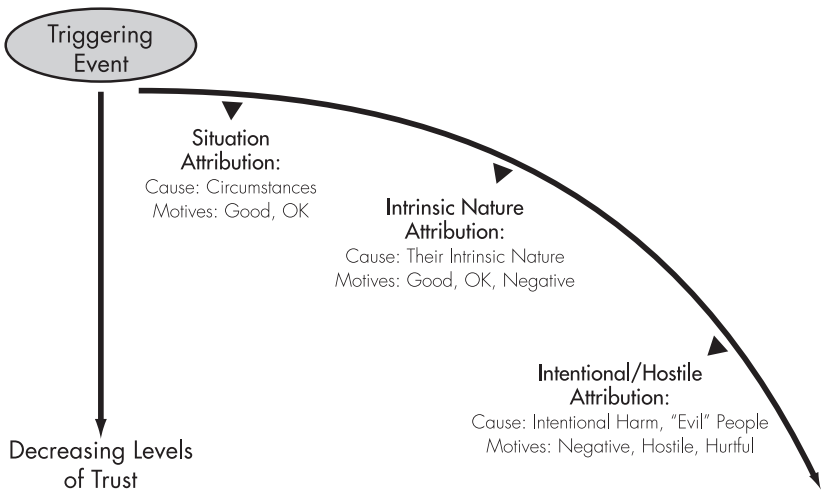 Triggering
Event
Situation
Attribution:
Cause: Circumstances
Motives: Good, OK
Intrinsic Nature
Attribution:
Cause: Their Intrinsic Nature
Motives: Good, OK, Negative
Intentional/Hostile
Attribution:
Cause: Intentional Harm, “Evil” People
Motives: Negative, Hostile, Hurtful
Decreasing Levels
of Trust